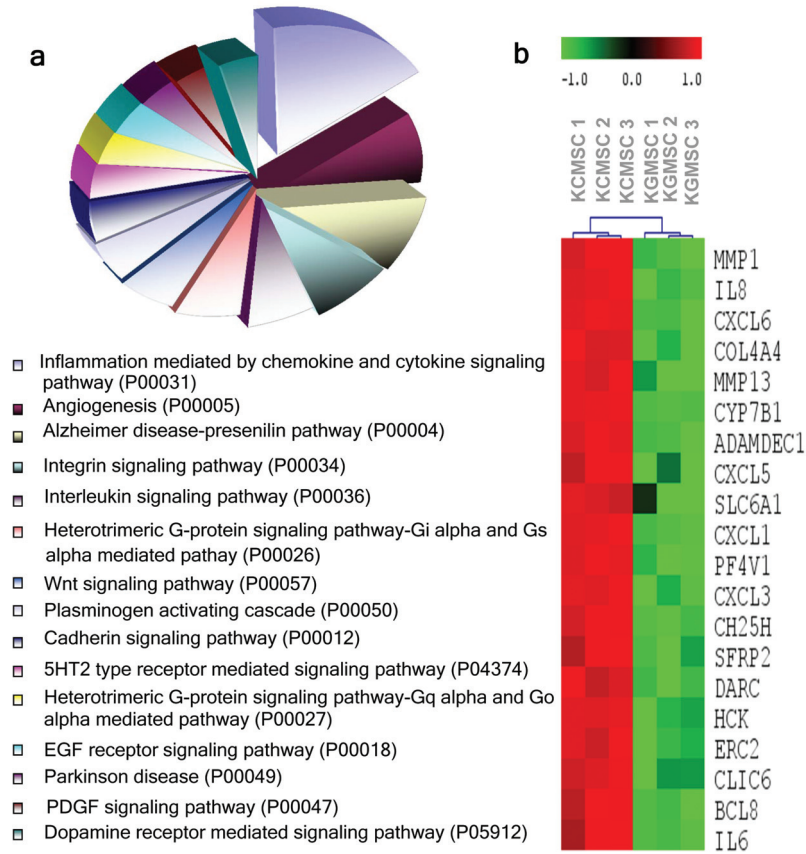 a
Inflammation mediated by chemokine and cytokine signaling
pathway (P00031)
Angiogenesis (P00005)
Alzheimer disease-presenilin pathway (P00004)
Integrin signaling pathway (P00034)
Interleukin signaling pathway (P00036)
Heterotrimeric G-protein signaling pathway-Gi alpha and Gs
alpha mediated pathay (P00026)
Wnt signaling pathway (P00057)
Plasminogen activating cascade (P00050)
Cadherin signaling pathway (P00012)
5HT2 type receptor mediated signaling pathway (P04374)
Heterotrimeric G-protein signaling pathway-Gq alpha and Go
alpha mediated pathway (P00027)
EGF receptor signaling pathway (P00018)
Parkinson disease (P00049)
PDGF signaling pathway (P00047)
Dopamine receptor mediated signaling pathway (P05912)
b
-1.0 0.0 1.0
KCMSC 1
KCMSC 2
KCMSC 3
KGMSC 1
KGMSC 2
KGMSC 3
MMP1
IL8
CXCL6
COL4A4
MMP13
CYP7B1
ADAMDEC1
CXCL5
SLC6A1
CXCL1
PF4V1
CXCL3
CH25H
SFRP2
DARC
HCK
ERC2
CLIC6
BCL8
IL6